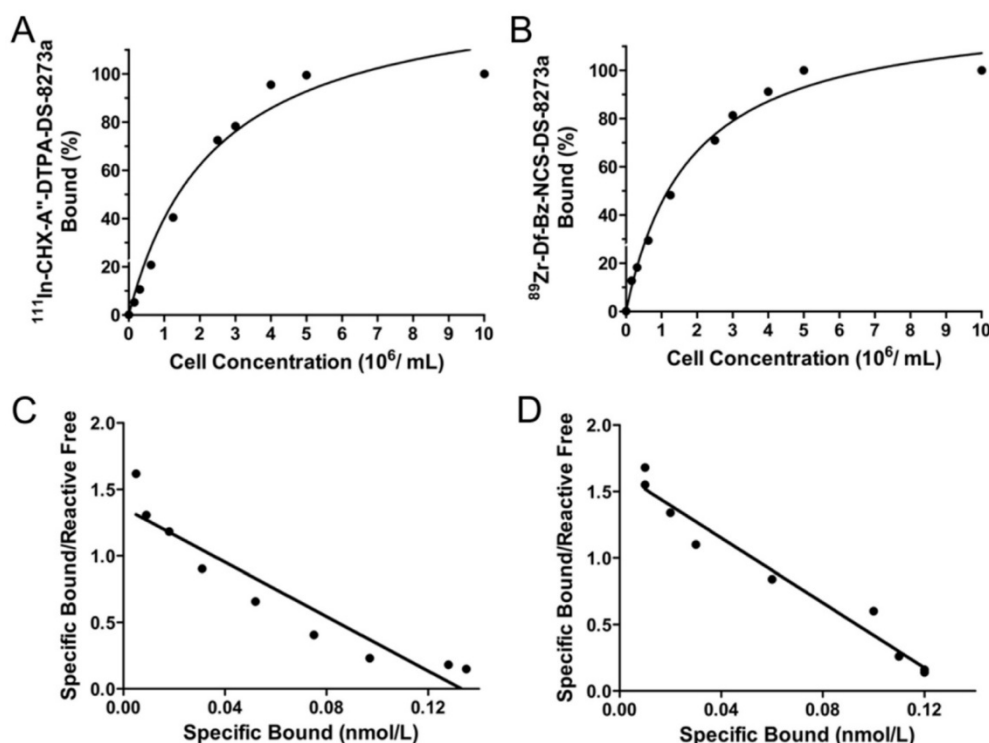 A
¹¹¹In-CHX-A"-DTPA-DS-8273a
Bound (%)
100
80
60
40
20
0
0 1 2 3 4 5 6 7 8 9 10
Cell Concentration (10⁶/ mL)
B
⁸⁹Zr-Df-Bz-NCS-DS-8273a
Bound (%)
100
80
60
40
20
0
0 1 2 3 4 5 6 7 8 9 10
Cell Concentration (10⁶/ mL)
C
Specific Bound/Reactive Free
2.0
1.5
1.0
0.5
0.0
0.00 0.04 0.08 0.12
Specific Bound (nmol/L)
D
Specific Bound/Reactive Free
2.0
1.5
1.0
0.5
0.0
0.00 0.04 0.08 0.12
Specific Bound (nmol/L)